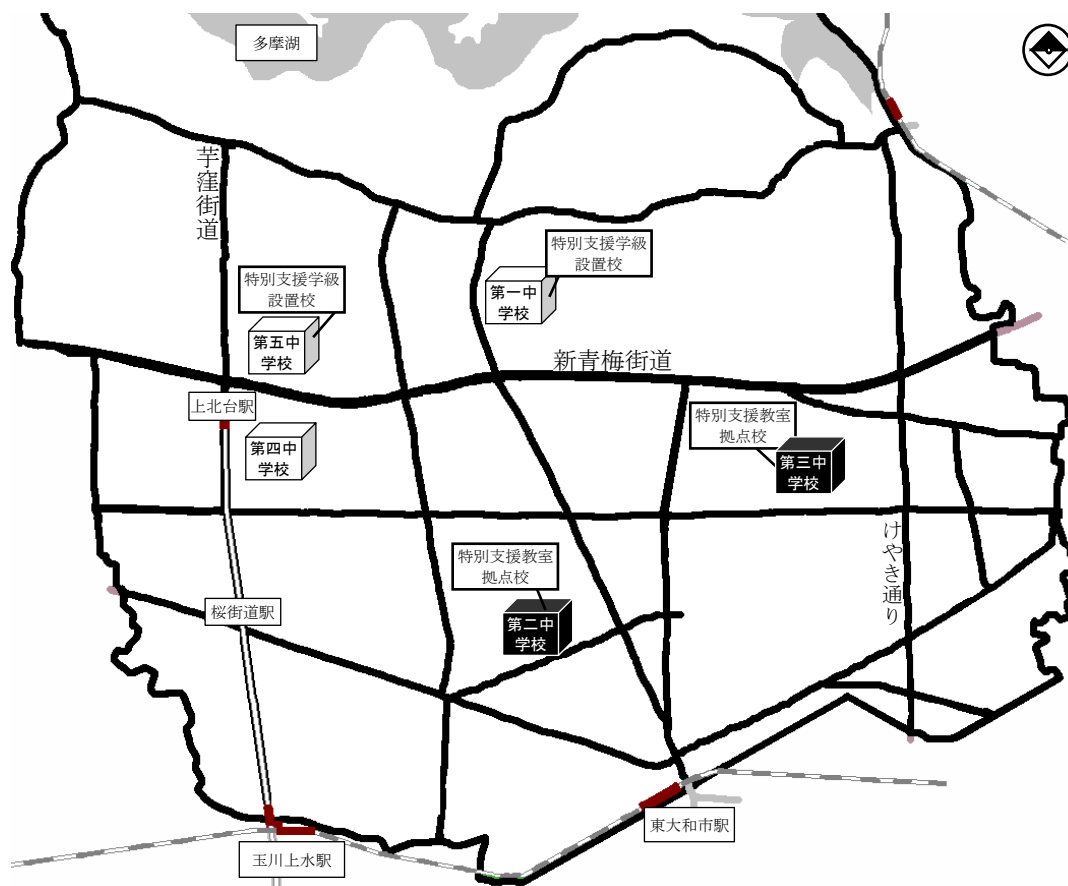 多摩湖
芋窪街道
特別支援学級
設置校
第一中
学校
特別支援学級
設置校
第五中
学校
新青梅街道
上北台駅
第四中
学校
特別支援教室
拠点校
第三中
学校
けやき通り
特別支援教室
拠点校
第二中
学校
桜街道駅
東大和市駅
玉川上水駅